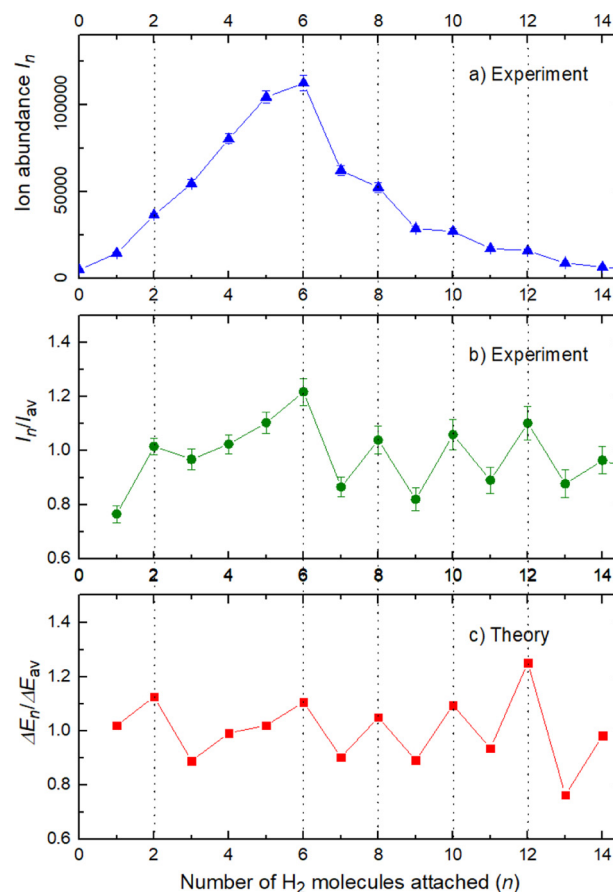 0 2 4 6 8 10 12 14
a) Experiment
Ion abundance In
100000
50000
0
0 2 4 6 8 10 12 14
b) Experiment
In/Iav
1.4
1.2
1.0
0.8
0.6
0 2 4 6 8 10 12 14
c) Theory
ΔEn/ΔEav
1.4
1.2
1.0
0.8
0.6
0 2 4 6 8 10 12 14
Number of H2 molecules attached (n)